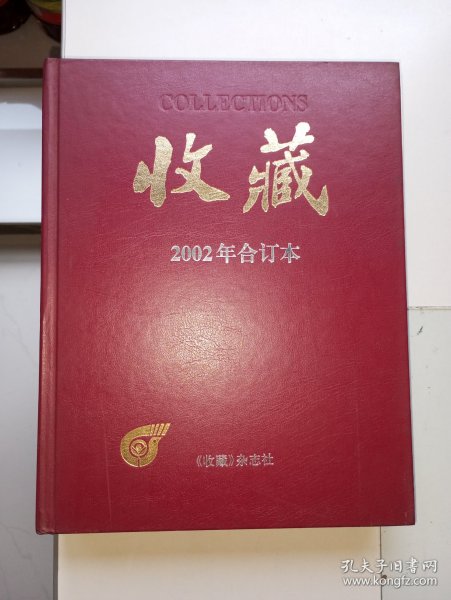 COLLECTIONS
收藏
2002年合订本
《收藏》杂志社
孔夫子旧书网
www.kongfz.com